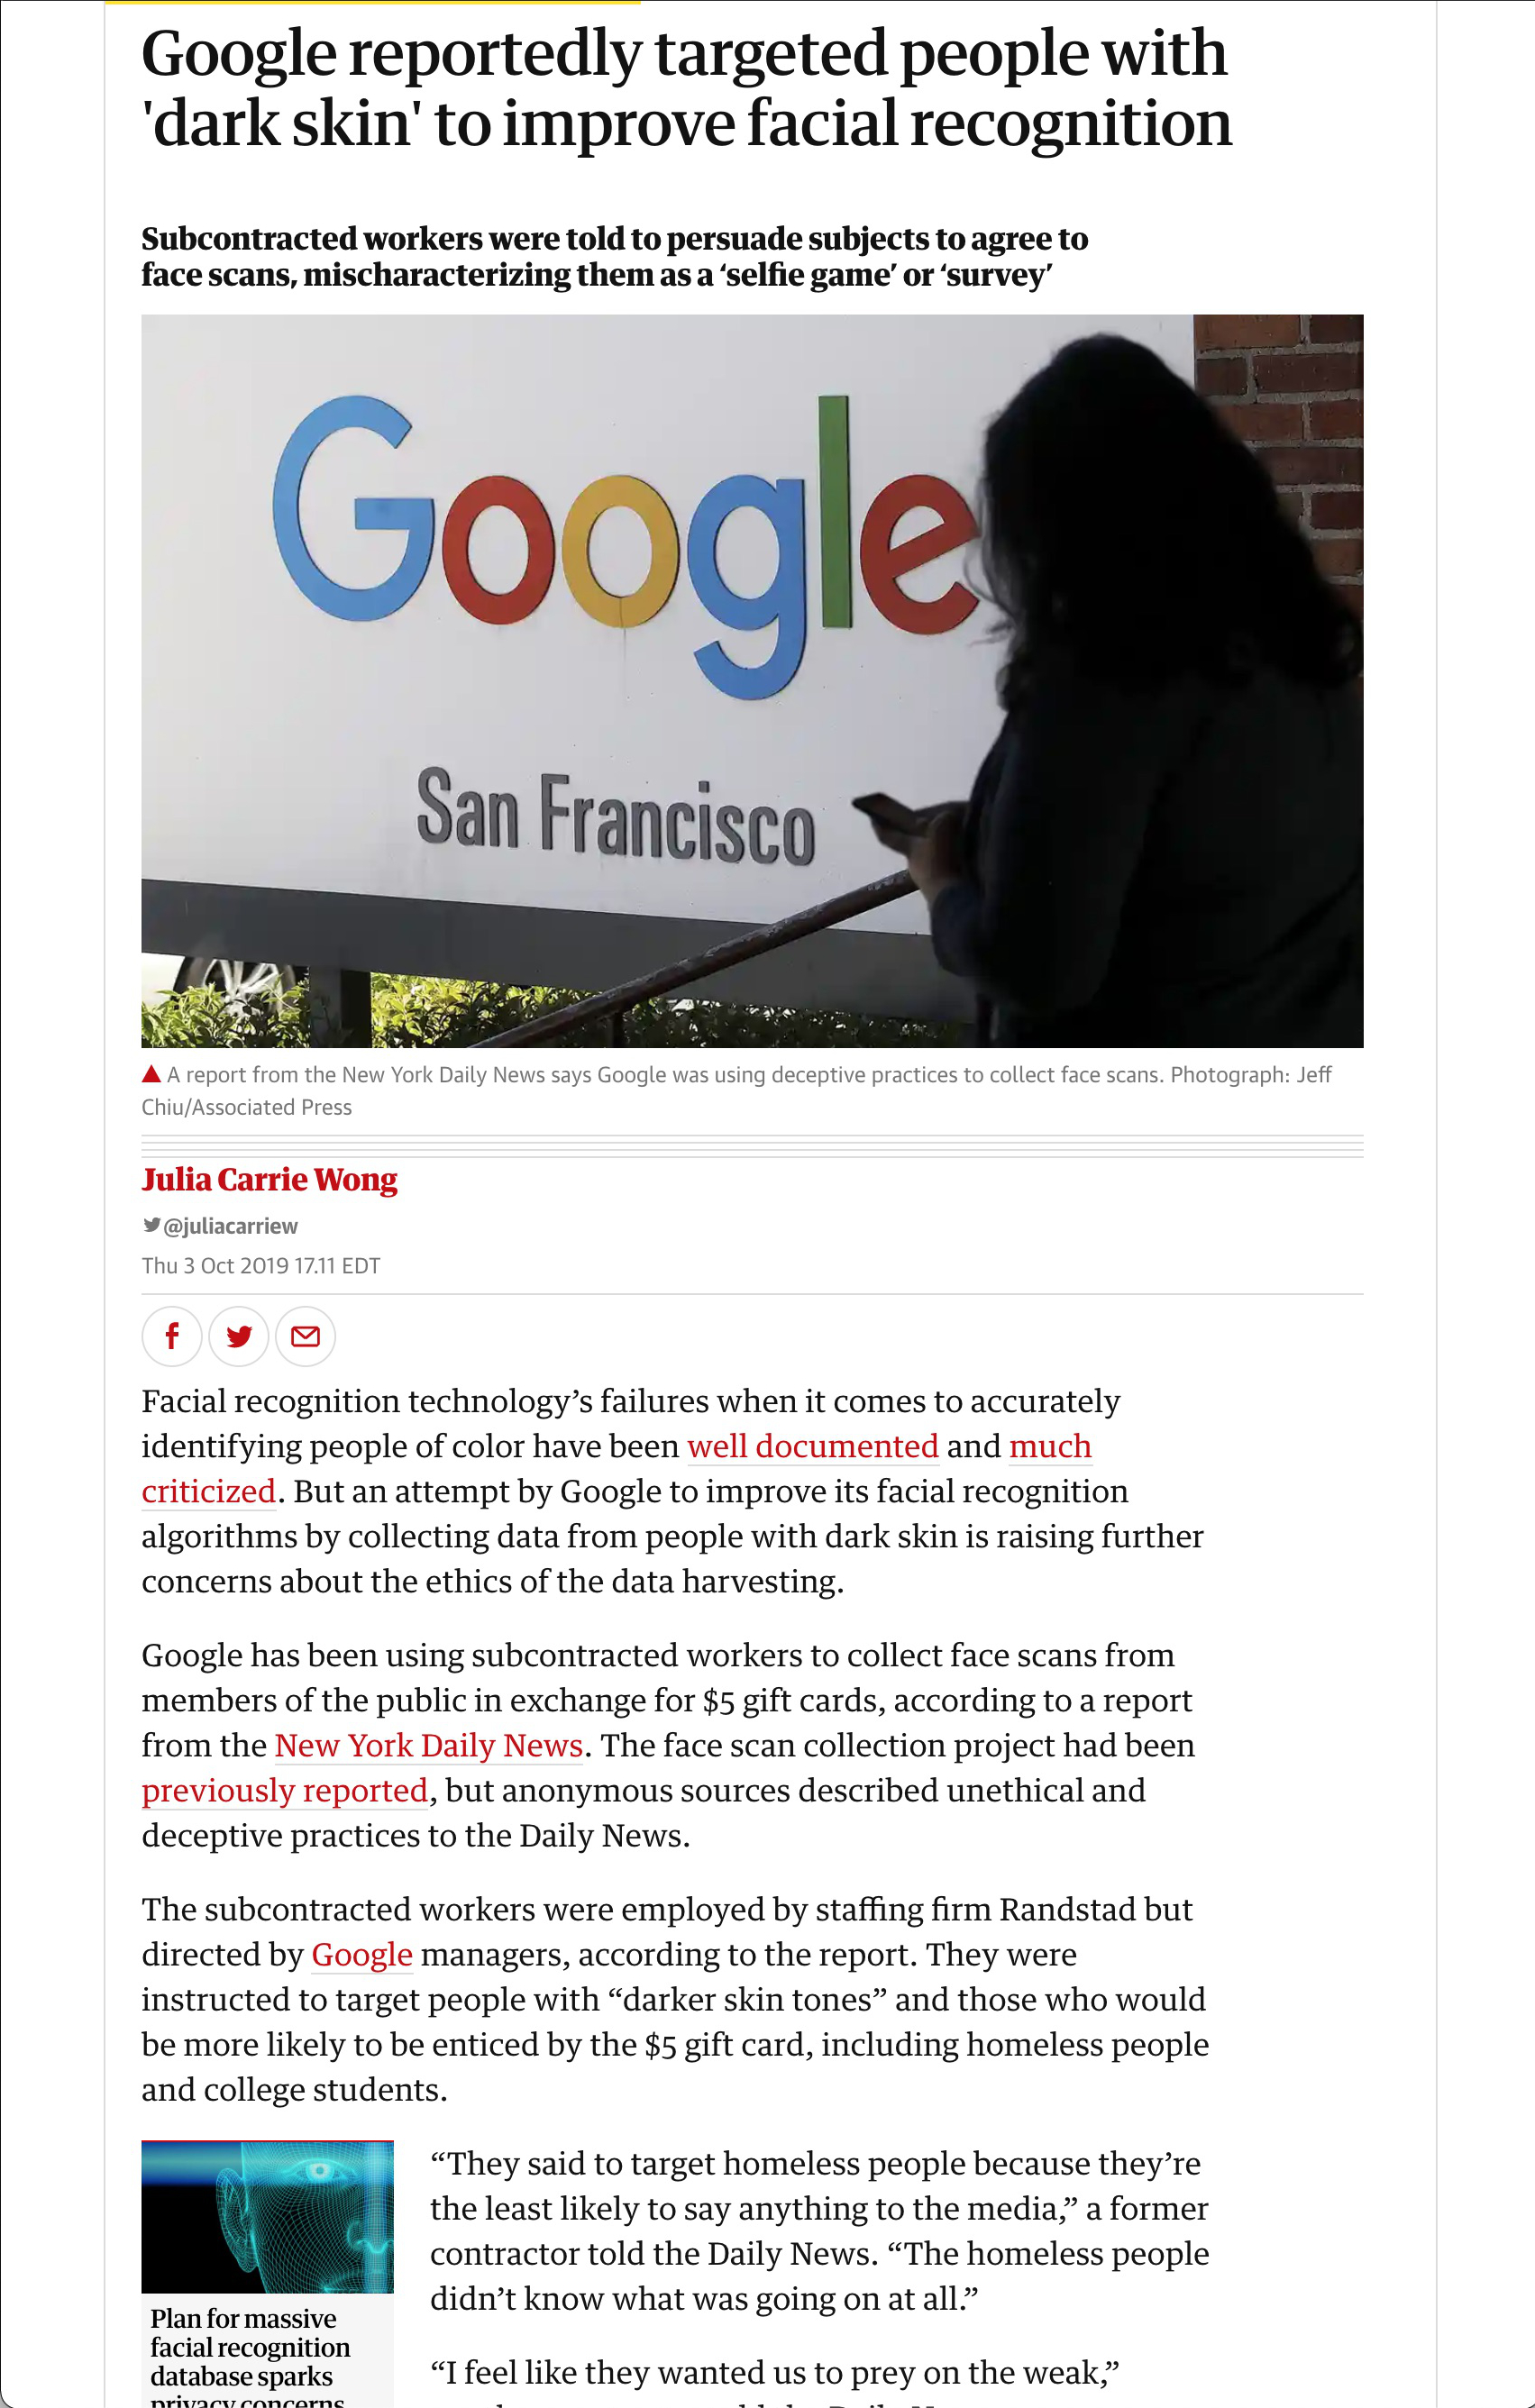 Google reportedly targeted people with
'dark skin' to improve facial recognition
Subcontracted workers were told to persuade subjects to agree to
face scans, mischaracterizing them as a ‘selfie game’ or ‘survey’
Google
San Francisco
A report from the New York Daily News says Google was using deceptive practices to collect face scans. Photograph: Jeff
Chiu/Associated Press
Julia Carrie Wong
@juliacarriew
Thu 3 Oct 2019 17.11 EDT
Facial recognition technology’s failures when it comes to accurately
identifying people of color have been well documented and much
criticized. But an attempt by Google to improve its facial recognition
algorithms by collecting data from people with dark skin is raising further
concerns about the ethics of the data harvesting.
Google has been using subcontracted workers to collect face scans from
members of the public in exchange for $5 gift cards, according to a report
from the New York Daily News. The face scan collection project had been
previously reported, but anonymous sources described unethical and
deceptive practices to the Daily News.
The subcontracted workers were employed by staffing firm Randstad but
directed by Google managers, according to the report. They were
instructed to target people with “darker skin tones” and those who would
be more likely to be enticed by the $5 gift card, including homeless people
and college students.
“They said to target homeless people because they’re
the least likely to say anything to the media,” a former
contractor told the Daily News. “The homeless people
didn’t know what was going on at all.”
“I feel like they wanted us to prey on the weak,”
Plan for massive
facial recognition
database sparks
privacy concerns